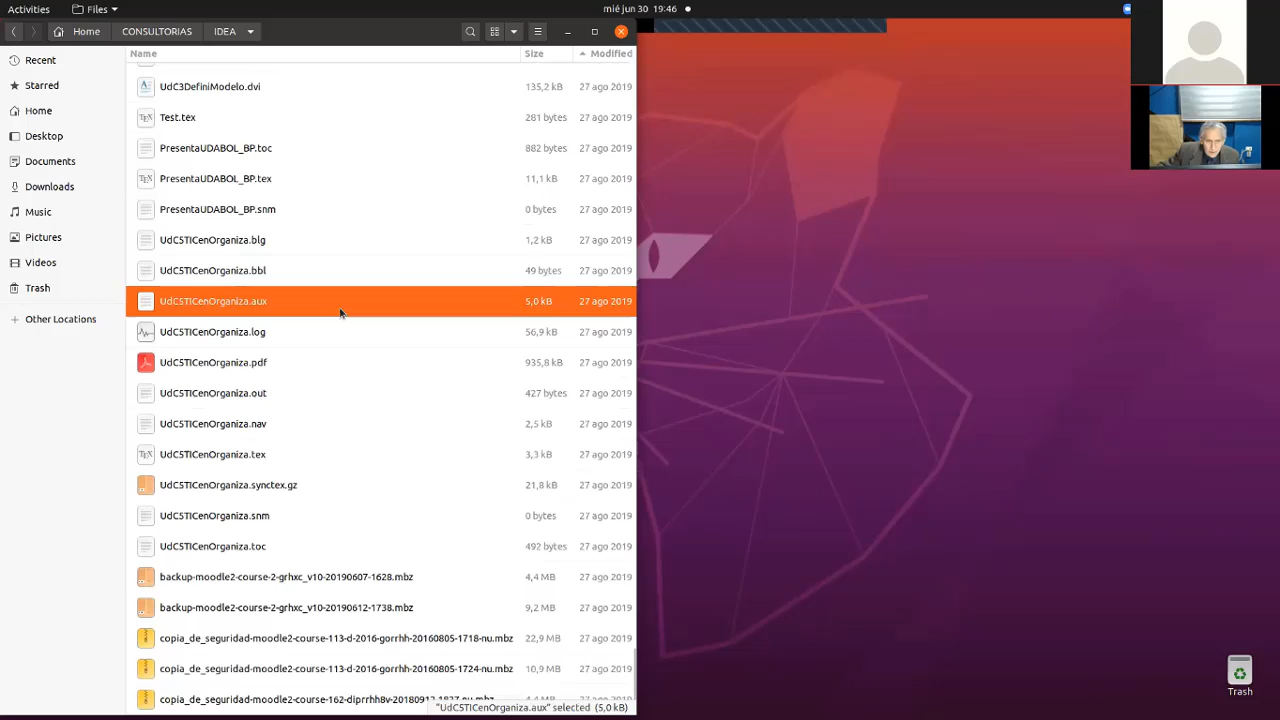 Activities Files mié jun 30 19:46
Home CONSULTORIAS IDEA
Name Size Modified
Recent
Starred
Home
Desktop
Documents
Downloads
Music
Pictures
Videos
Trash
Other Locations
UdC3DefiniModelo.dvi 135,2 kB 27 ago 2019
Test.tex 281 bytes 27 ago 2019
PresentaUDABOL_BP.toc 882 bytes 27 ago 2019
PresentaUDABOL_BP.tex 11,1 kB 27 ago 2019
PresentaUDABOL_BP.snm 0 bytes 27 ago 2019
UdC5TICenOrganiza.blg 1,2 kB 27 ago 2019
UdC5TICenOrganiza.bbl 49 bytes 27 ago 2019
UdC5TICenOrganiza.aux 5,0 kB 27 ago 2019
UdC5TICenOrganiza.log 56,9 kB 27 ago 2019
UdC5TICenOrganiza.pdf 935,8 kB 27 ago 2019
UdC5TICenOrganiza.out 427 bytes 27 ago 2019
UdC5TICenOrganiza.nav 2,5 kB 27 ago 2019
UdC5TICenOrganiza.tex 3,3 kB 27 ago 2019
UdC5TICenOrganiza.synctex.gz 21,8 kB 27 ago 2019
UdC5TICenOrganiza.snm 0 bytes 27 ago 2019
UdC5TICenOrganiza.toc 492 bytes 27 ago 2019
backup-moodle2-course-2-grhxc_v10-20190607-1628.mbz 4,4 MB 27 ago 2019
backup-moodle2-course-2-grhxc_v10-20190612-1738.mbz 9,2 MB 27 ago 2019
copia_de_seguridad-moodle2-course-113-d-2016-gorrhh-20160805-1718-nu.mbz 22,9 MB 27 ago 2019
copia_de_seguridad-moodle2-course-113-d-2016-gorrhh-20160805-1724-nu.mbz 10,9 MB 27 ago 2019
"UdC5TICenOrganiza.aux" selected (5,0 kB)
Trash